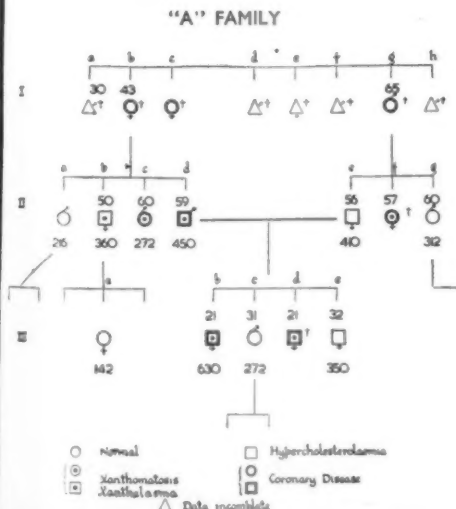 "A" FAMILY
a b c d e f g h
I
30 43 65
a b c d e f g
II
50 60 59 56 57 60
216 360 272 450 410 312
a b c d e
III
21 31 21 32
142 630 272 350
Normal Hypercholesterolaemia
Xanthomatosis Coronary Disease
Xanthelasma
Data incomplete